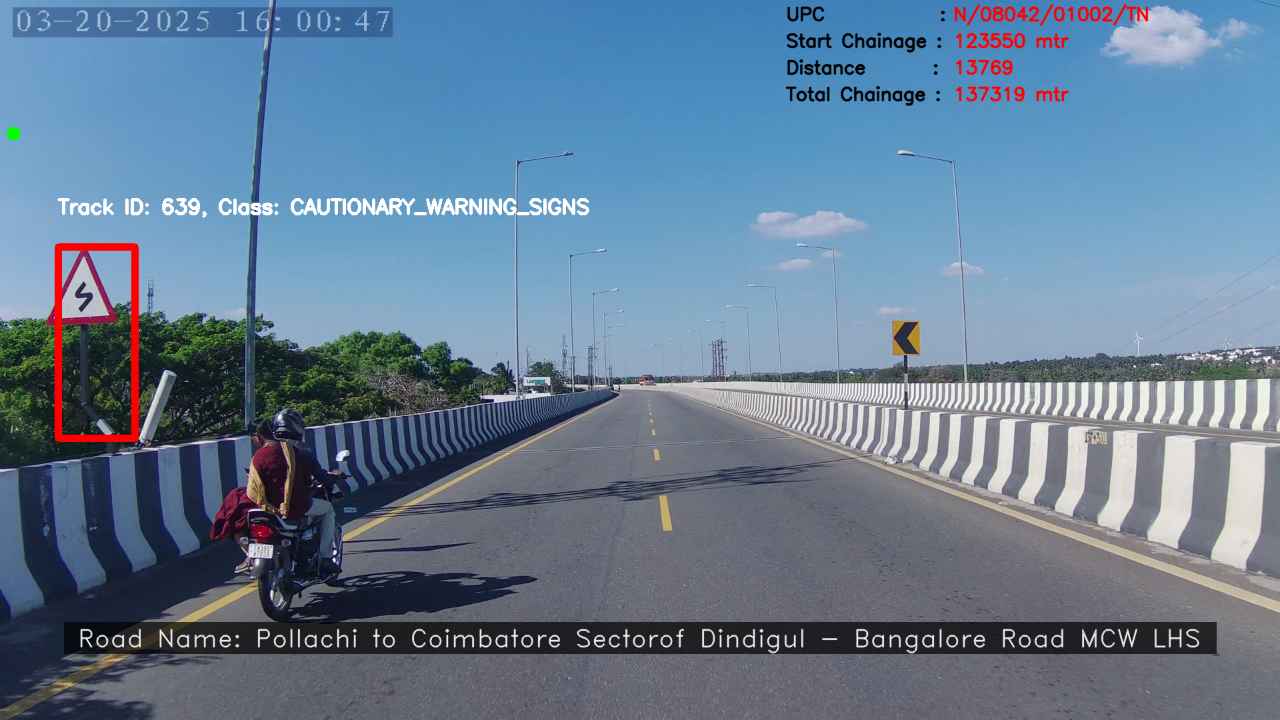 03-20-2025 16:00:47
UPC : N/08042/01002/TN
Start Chainage : 123550 mtr
Distance : 13769
Total Chainage : 137319 mtr
Track ID: 639, Class: CAUTIONARY_WARNING_SIGNS
Road Name: Pollachi to Coimbatore Sectorof Dindigul - Bangalore Road MCW LHS